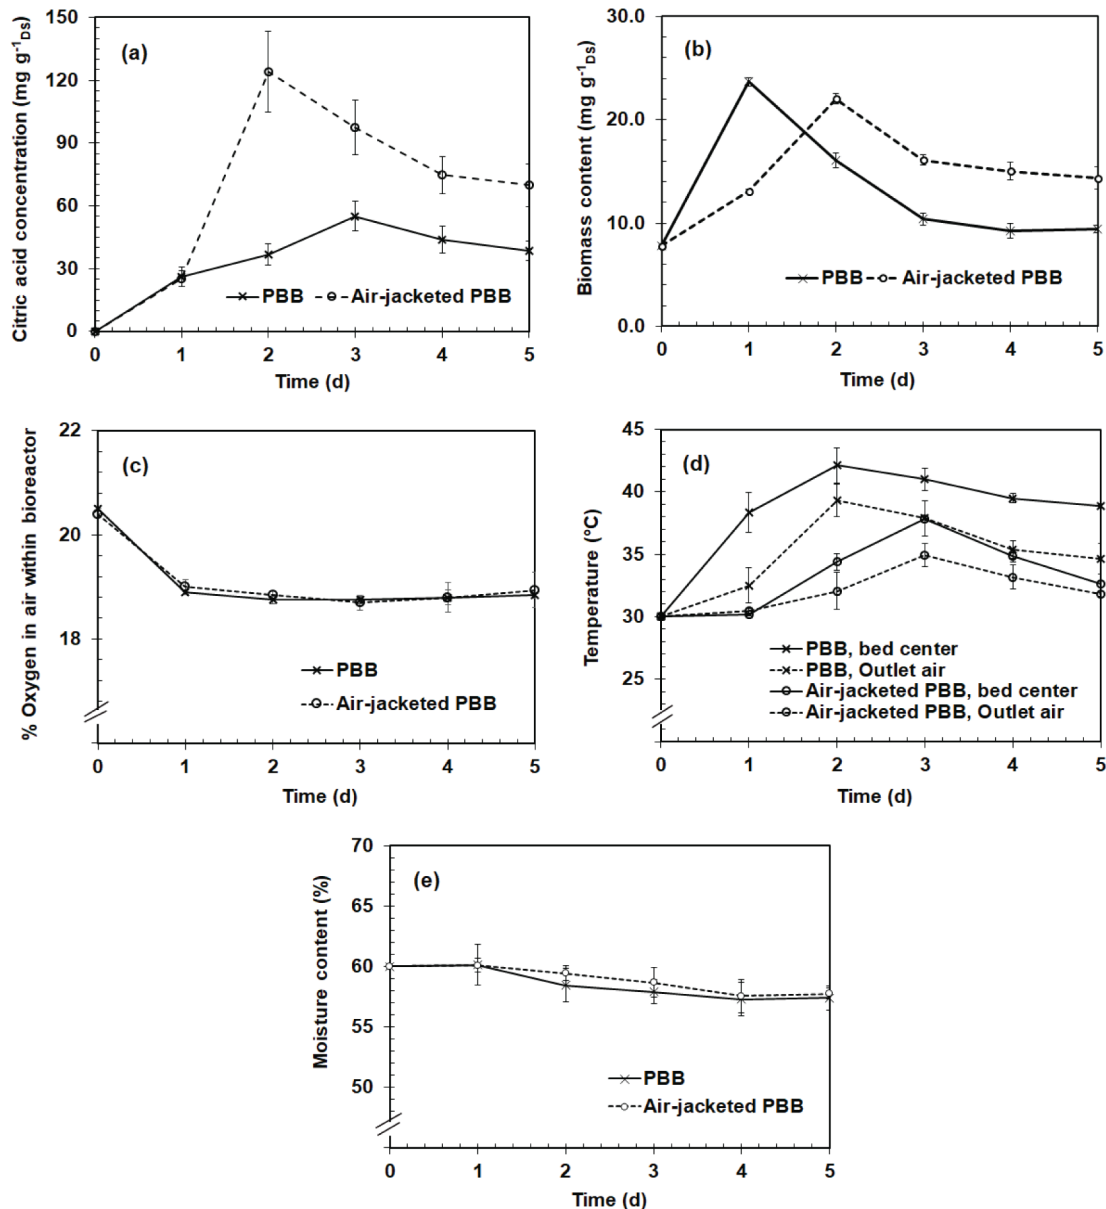 (a)
Citric acid concentration (mg g⁻¹DS)
150
120
90
60
30
0
PBB
Air-jacketed PBB
0 1 2 3 4 5
Time (d)
(b)
Biomass content (mg g⁻¹DS)
30.0
20.0
10.0
0.0
PBB
Air-jacketed PBB
0 1 2 3 4 5
Time (d)
(c)
% Oxygen in air within bioreactor
22
20
18
PBB
Air-jacketed PBB
0 1 2 3 4 5
Time (d)
(d)
Temperature (°C)
45
40
35
30
25
PBB, bed center
PBB, Outlet air
Air-jacketed PBB, bed center
Air-jacketed PBB, Outlet air
0 1 2 3 4 5
Time (d)
(e)
Moisture content (%)
70
65
60
55
50
PBB
Air-jacketed PBB
0 1 2 3 4 5
Time (d)